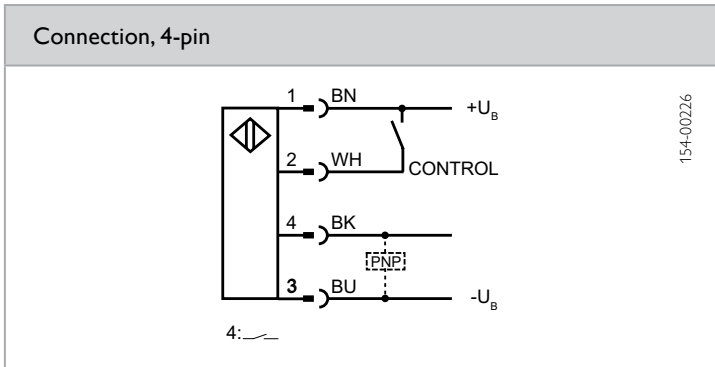 Connection, 4-pin
1 BN +U_B
2 WH CONTROL
4 BK
PNP
3 BU -U_B
4:
154-00226